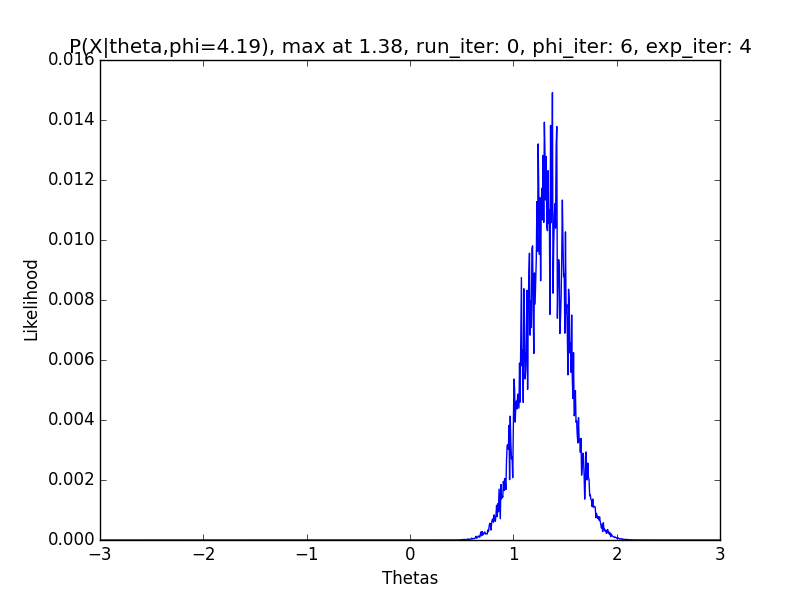 P(X|theta,phi=4.19), max at 1.38, run_iter: 0, phi_iter: 6, exp_iter: 4
0.016
0.014
0.012
0.010
0.008
0.006
0.004
0.002
0.000
Likelihood
−3 −2 −1 0 1 2 3
Thetas